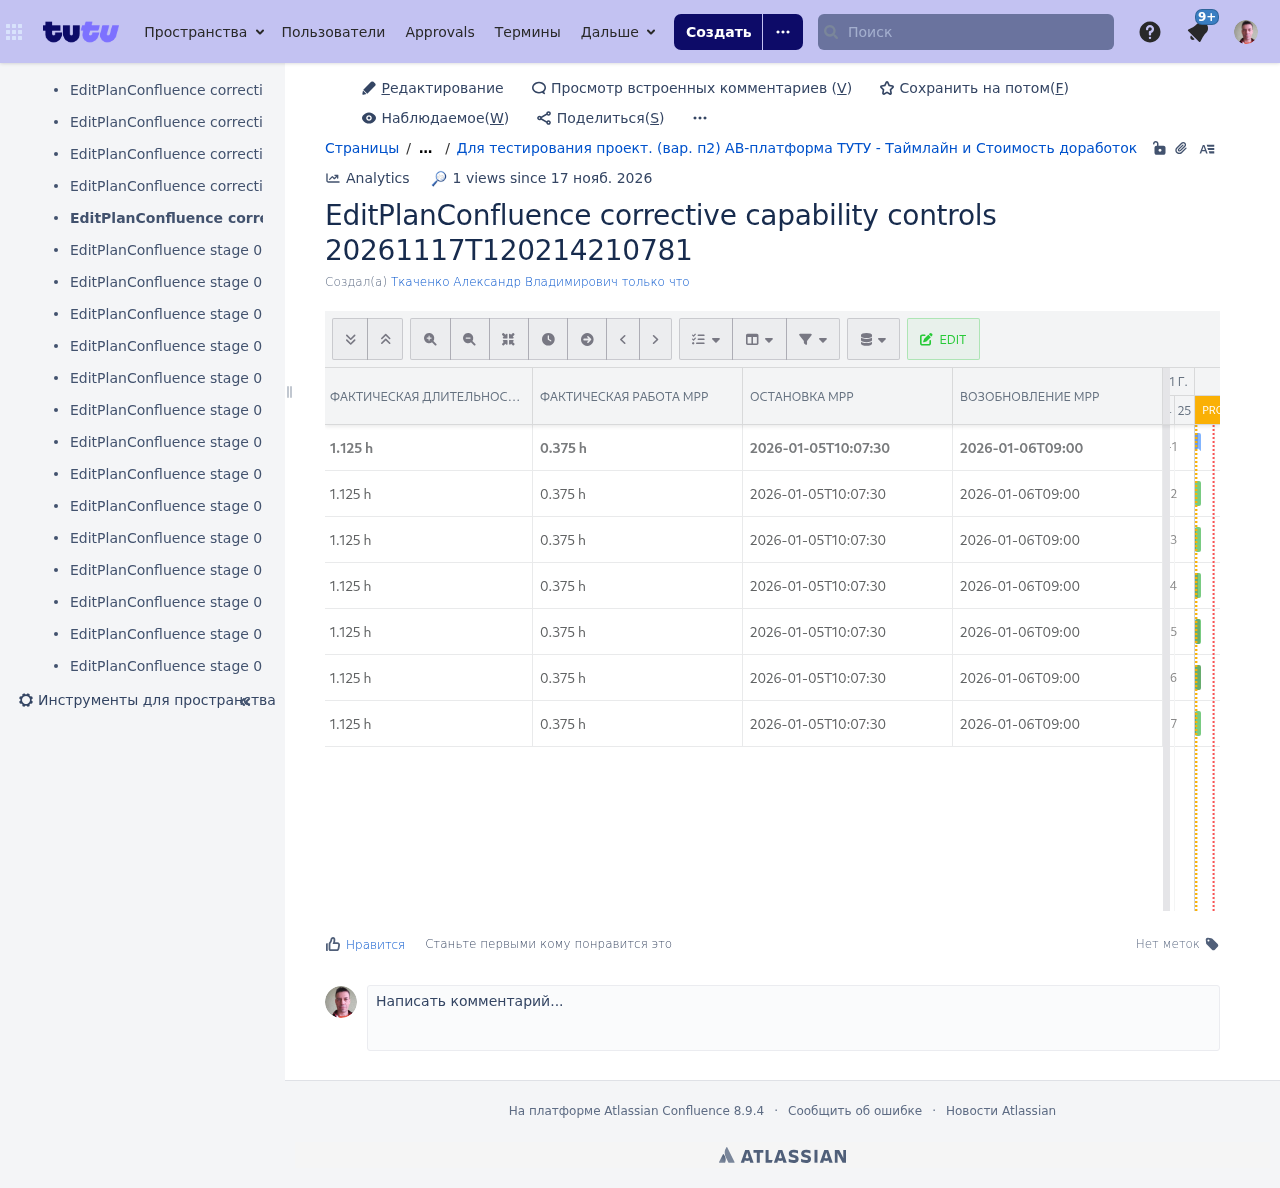 tutu
Пространства Пользователи Approvals Термины Дальше Создать Поиск 9+
EditPlanConfluence correcti
EditPlanConfluence correcti
EditPlanConfluence correcti
EditPlanConfluence correcti
EditPlanConfluence corre
EditPlanConfluence stage 0
EditPlanConfluence stage 0
EditPlanConfluence stage 0
EditPlanConfluence stage 0
EditPlanConfluence stage 0
EditPlanConfluence stage 0
EditPlanConfluence stage 0
EditPlanConfluence stage 0
EditPlanConfluence stage 0
EditPlanConfluence stage 0
EditPlanConfluence stage 0
EditPlanConfluence stage 0
EditPlanConfluence stage 0
EditPlanConfluence stage 0
Инструменты для пространства
Редактирование Просмотр встроенных комментариев (V) Сохранить на потом(F)
Наблюдаемое(W) Поделиться(S) ...
Страницы / ... / Для тестирования проект. (вар. п2) АВ-платформа ТУТУ - Таймлайн и Стоимость доработок
Analytics 1 views since 17 нояб. 2026
EditPlanConfluence corrective capability controls
20261117T120214210781
Создал(а) Ткаченко Александр Владимирович только что
EDIT
ФАКТИЧЕСКАЯ ДЛИТЕЛЬНОС... ФАКТИЧЕСКАЯ РАБОТА МРР ОСТАНОВКА МРР ВОЗОБНОВЛЕНИЕ МРР 1 Г.
25 PRO
1.125 h 0.375 h 2026-01-05T10:07:30 2026-01-06T09:00 -1
1.125 h 0.375 h 2026-01-05T10:07:30 2026-01-06T09:00 2
1.125 h 0.375 h 2026-01-05T10:07:30 2026-01-06T09:00 3
1.125 h 0.375 h 2026-01-05T10:07:30 2026-01-06T09:00 4
1.125 h 0.375 h 2026-01-05T10:07:30 2026-01-06T09:00 5
1.125 h 0.375 h 2026-01-05T10:07:30 2026-01-06T09:00 6
1.125 h 0.375 h 2026-01-05T10:07:30 2026-01-06T09:00 7
Нравится Станьте первыми кому понравится это Нет меток
Написать комментарий...
На платформе Atlassian Confluence 8.9.4 · Сообщить об ошибке · Новости Atlassian
ATLASSIAN